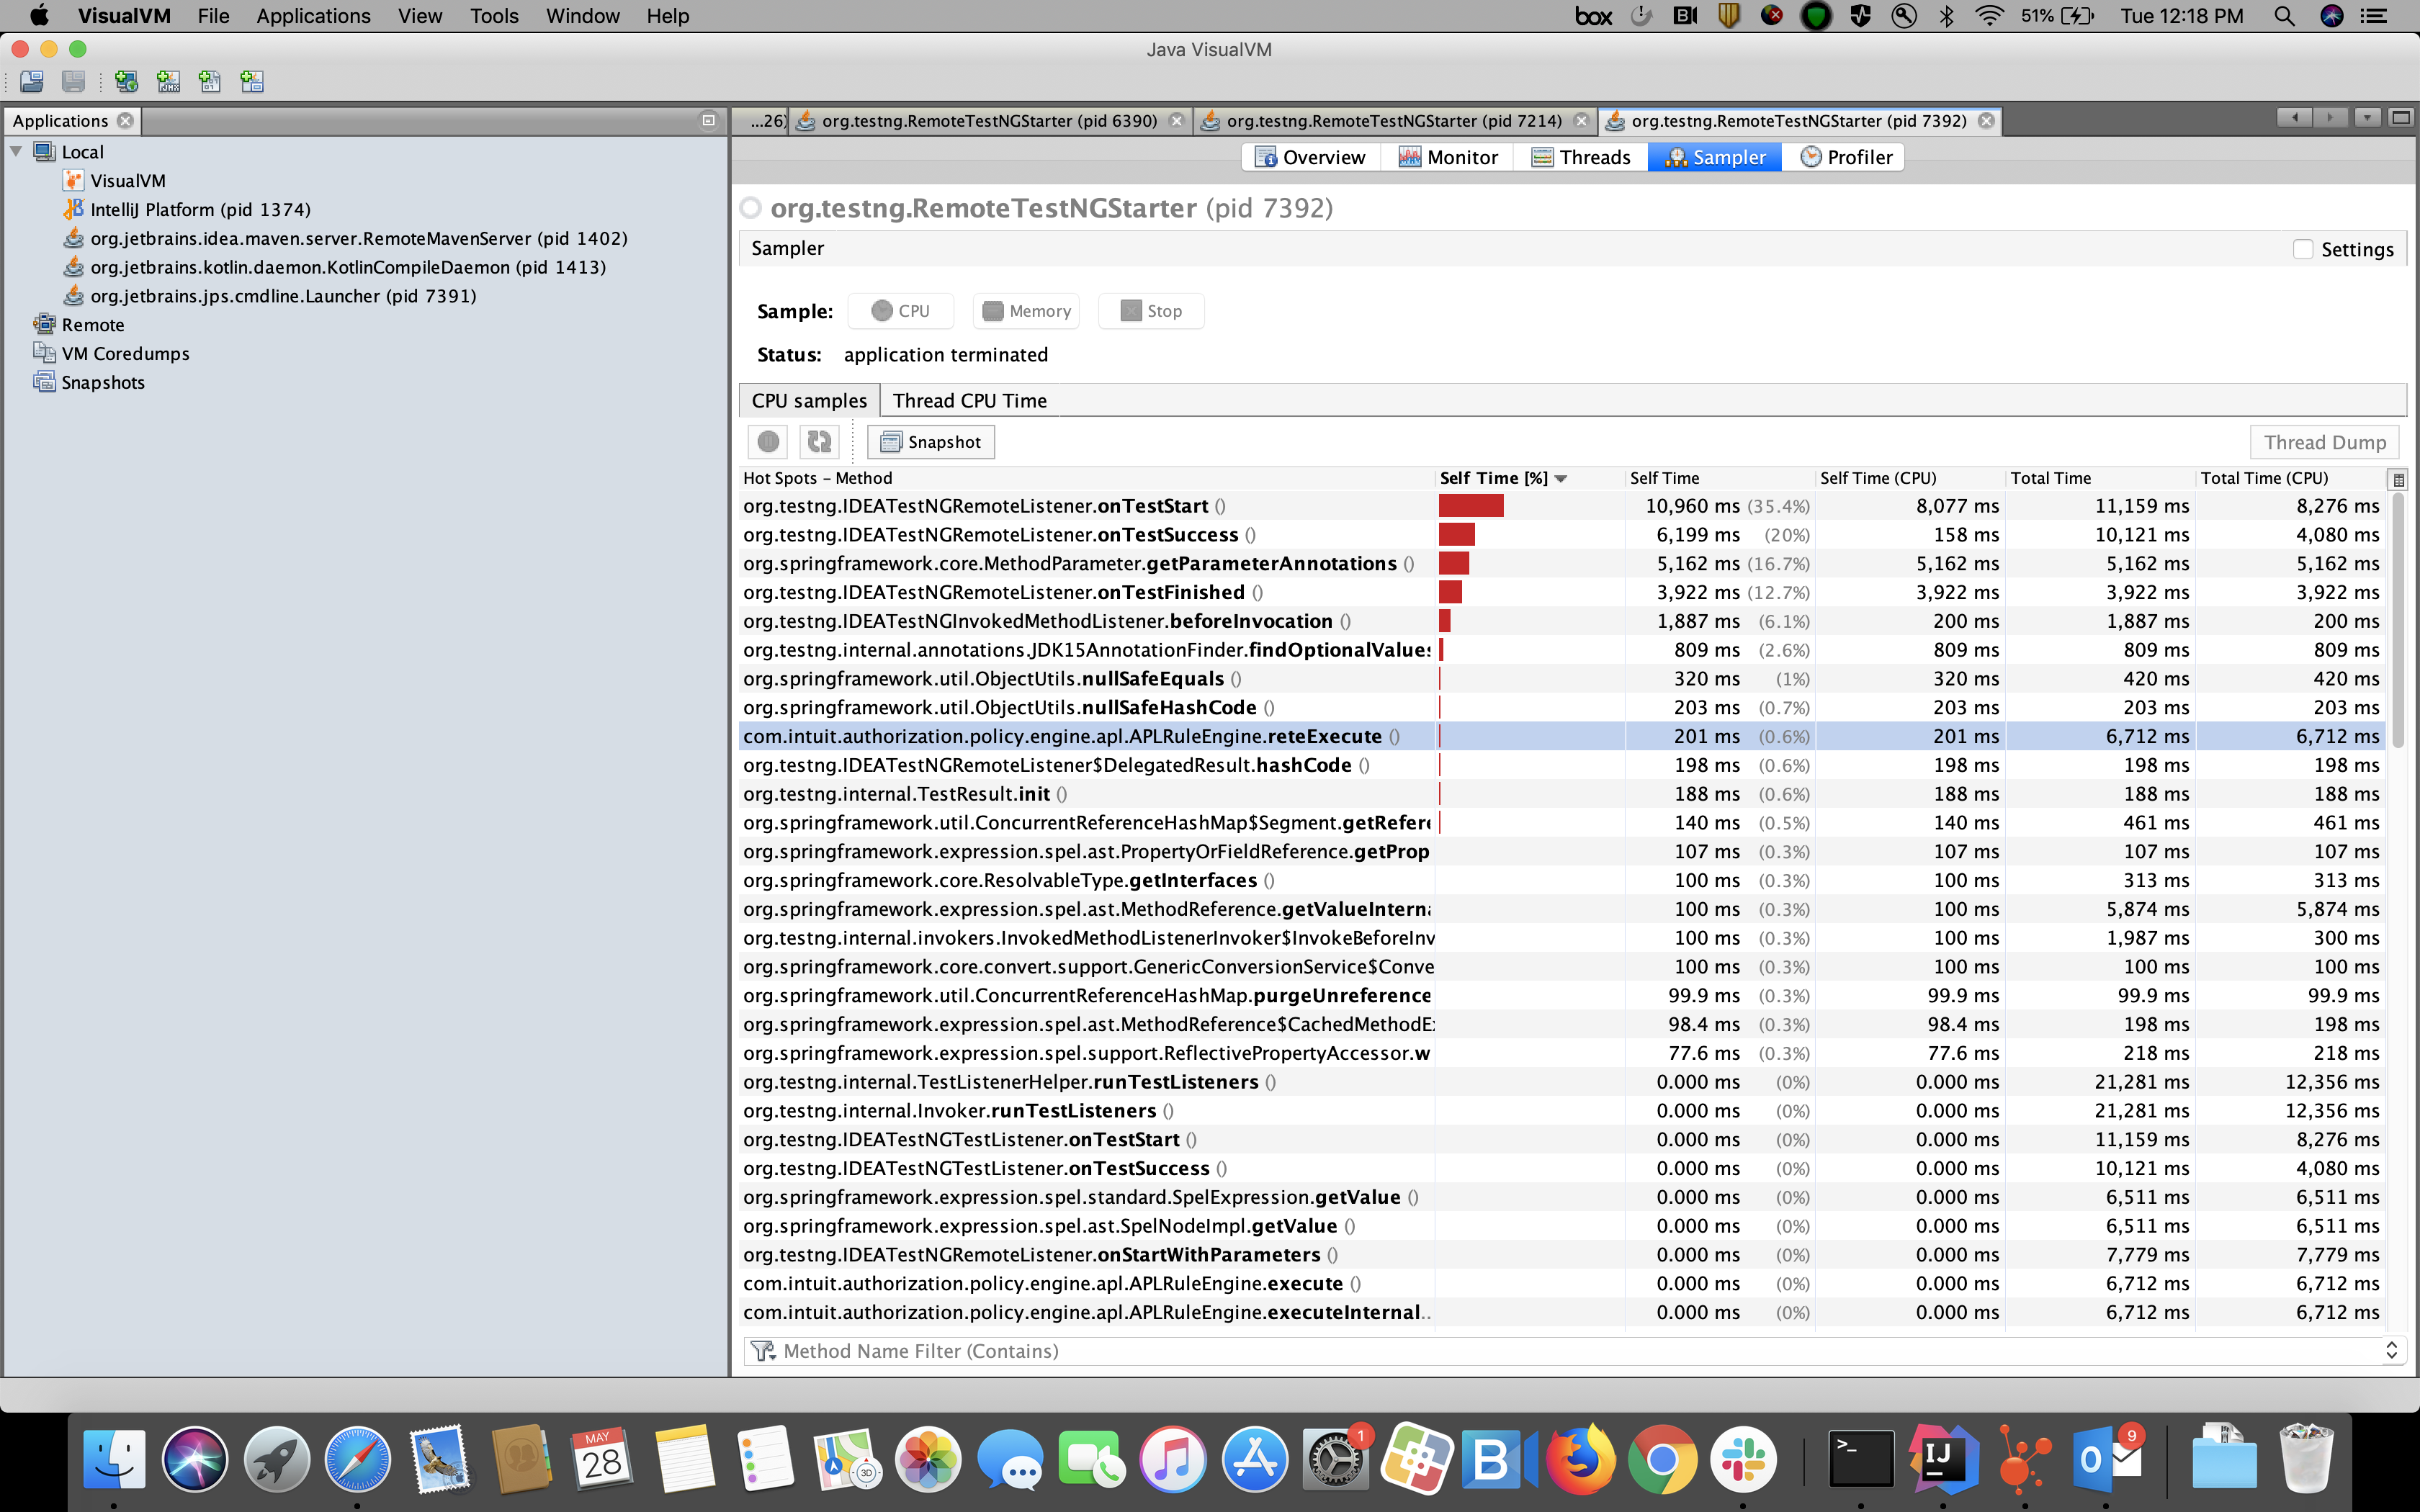 VisualVM File Applications View Tools Window Help box 51% Tue 12:18 PM
Java VisualVM
Applications
...26) org.testng.RemoteTestNGStarter (pid 6390) org.testng.RemoteTestNGStarter (pid 7214) org.testng.RemoteTestNGStarter (pid 7392)
Local
VisualVM
IntelliJ Platform (pid 1374)
org.jetbrains.idea.maven.server.RemoteMavenServer (pid 1402)
org.jetbrains.kotlin.daemon.KotlinCompileDaemon (pid 1413)
org.jetbrains.jps.cmdline.Launcher (pid 7391)
Remote
VM Coredumps
Snapshots
Overview Monitor Threads Sampler Profiler
org.testng.RemoteTestNGStarter (pid 7392)
Sampler Settings
Sample: CPU Memory Stop
Status: application terminated
CPU samples Thread CPU Time
Snapshot Thread Dump
Hot Spots – Method Self Time [%] Self Time Self Time (CPU) Total Time Total Time (CPU)
org.testng.IDEATestNGRemoteListener.onTestStart () 10,960 ms (35.4%) 8,077 ms 11,159 ms 8,276 ms
org.testng.IDEATestNGRemoteListener.onTestSuccess () 6,199 ms (20%) 158 ms 10,121 ms 4,080 ms
org.springframework.core.MethodParameter.getParameterAnnotations () 5,162 ms (16.7%) 5,162 ms 5,162 ms 5,162 ms
org.testng.IDEATestNGRemoteListener.onTestFinished () 3,922 ms (12.7%) 3,922 ms 3,922 ms 3,922 ms
org.testng.IDEATestNGInvokedMethodListener.beforeInvocation () 1,887 ms (6.1%) 200 ms 1,887 ms 200 ms
org.testng.internal.annotations.JDK15AnnotationFinder.findOptionalValues 809 ms (2.6%) 809 ms 809 ms 809 ms
org.springframework.util.ObjectUtils.nullSafeEquals () 320 ms (1%) 320 ms 420 ms 420 ms
org.springframework.util.ObjectUtils.nullSafeHashCode () 203 ms (0.7%) 203 ms 203 ms 203 ms
com.intuit.authorization.policy.engine.apl.APLRuleEngine.reteExecute () 201 ms (0.6%) 201 ms 6,712 ms 6,712 ms
org.testng.IDEATestNGRemoteListener$DelegatedResult.hashCode () 198 ms (0.6%) 198 ms 198 ms 198 ms
org.testng.internal.TestResult.init () 188 ms (0.6%) 188 ms 188 ms 188 ms
org.springframework.util.ConcurrentReferenceHashMap$Segment.getRefere 140 ms (0.5%) 140 ms 461 ms 461 ms
org.springframework.expression.spel.ast.PropertyOrFieldReference.getProp 107 ms (0.3%) 107 ms 107 ms 107 ms
org.springframework.core.ResolvableType.getInterfaces () 100 ms (0.3%) 100 ms 313 ms 313 ms
org.springframework.expression.spel.ast.MethodReference.getValueInterna 100 ms (0.3%) 100 ms 5,874 ms 5,874 ms
org.testng.internal.invokers.InvokedMethodListenerInvoker$InvokeBeforeInv 100 ms (0.3%) 100 ms 1,987 ms 300 ms
org.springframework.core.convert.support.GenericConversionService$Conve 100 ms (0.3%) 100 ms 100 ms 100 ms
org.springframework.util.ConcurrentReferenceHashMap.purgeUnreference 99.9 ms (0.3%) 99.9 ms 99.9 ms 99.9 ms
org.springframework.expression.spel.ast.MethodReference$CachedMethodE 98.4 ms (0.3%) 98.4 ms 198 ms 198 ms
org.springframework.expression.spel.support.ReflectivePropertyAccessor.w 77.6 ms (0.3%) 77.6 ms 218 ms 218 ms
org.testng.internal.TestListenerHelper.runTestListeners () 0.000 ms (0%) 0.000 ms 21,281 ms 12,356 ms
org.testng.internal.Invoker.runTestListeners () 0.000 ms (0%) 0.000 ms 21,281 ms 12,356 ms
org.testng.IDEATestNGTestListener.onTestStart () 0.000 ms (0%) 0.000 ms 11,159 ms 8,276 ms
org.testng.IDEATestNGTestListener.onTestSuccess () 0.000 ms (0%) 0.000 ms 10,121 ms 4,080 ms
org.springframework.expression.spel.standard.SpelExpression.getValue () 0.000 ms (0%) 0.000 ms 6,511 ms 6,511 ms
org.springframework.expression.spel.ast.SpelNodeImpl.getValue () 0.000 ms (0%) 0.000 ms 6,511 ms 6,511 ms
org.testng.IDEATestNGRemoteListener.onStartWithParameters () 0.000 ms (0%) 0.000 ms 7,779 ms 7,779 ms
com.intuit.authorization.policy.engine.apl.APLRuleEngine.execute () 0.000 ms (0%) 0.000 ms 6,712 ms 6,712 ms
com.intuit.authorization.policy.engine.apl.APLRuleEngine.executeInternal.. 0.000 ms (0%) 0.000 ms 6,712 ms 6,712 ms
Method Name Filter (Contains)
MAY
28
3D
1
B
>_
IJ
O
9